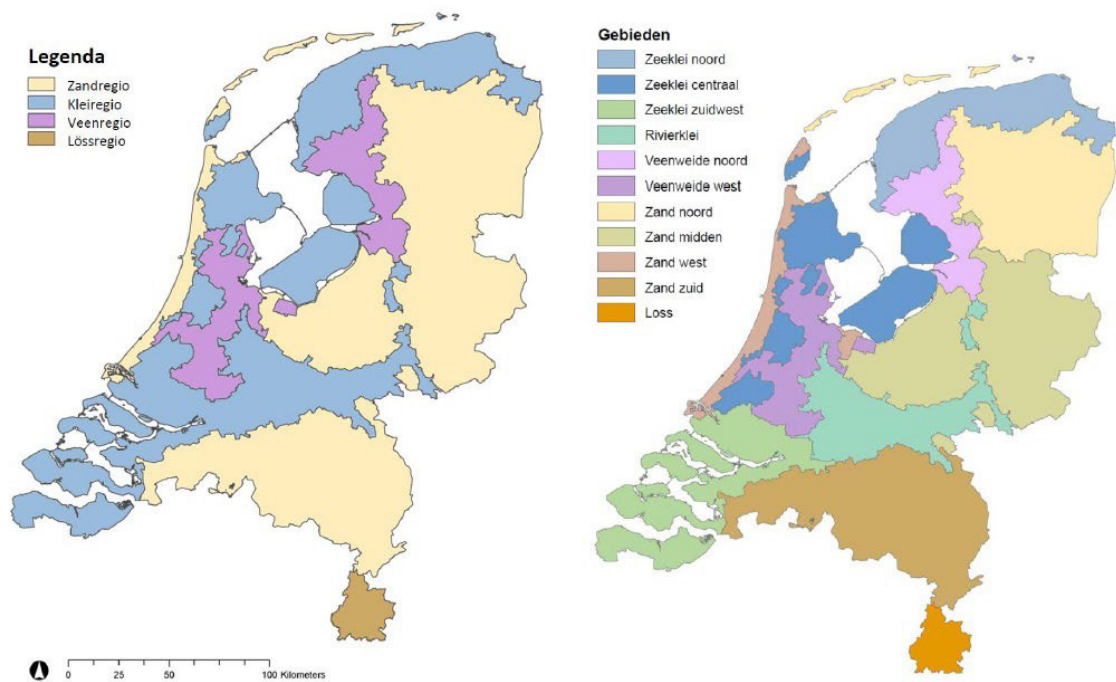 Legenda
Zandregio
Kleiregio
Veenregio
Lössregio
0 25 50 100 Kilometers
Gebieden
Zeeklei noord
Zeeklei centraal
Zeeklei zuidwest
Rivierklei
Veenweide noord
Veenweide west
Zand noord
Zand midden
Zand west
Zand zuid
Loss